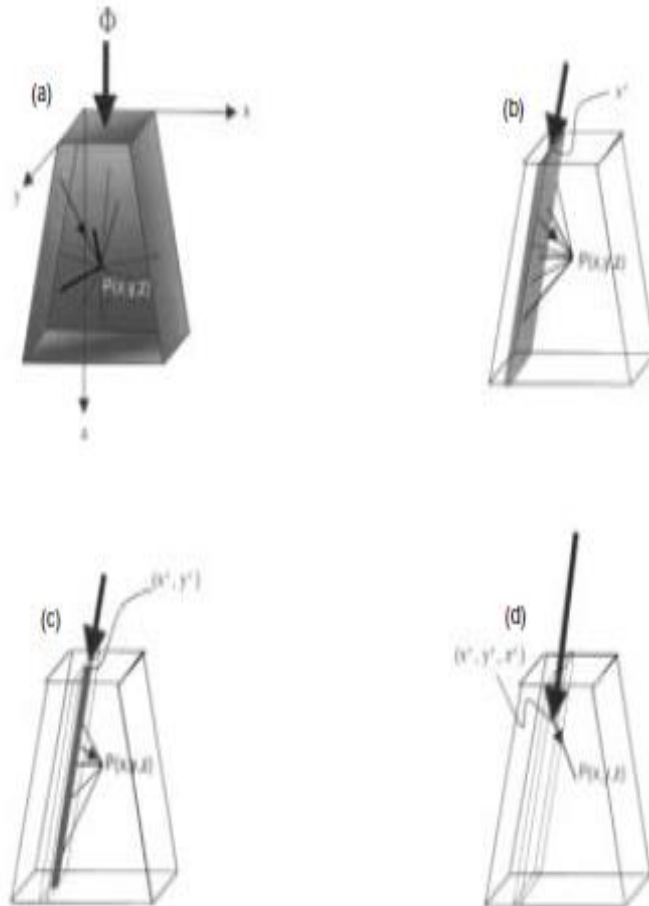 Φ
(a)
x
y
P(x,y,z)
z
(b)
x'
P(x,y,z)
(c)
(x', y')
P(x,y,z)
(d)
(x', y', z')
P(x,y,z)